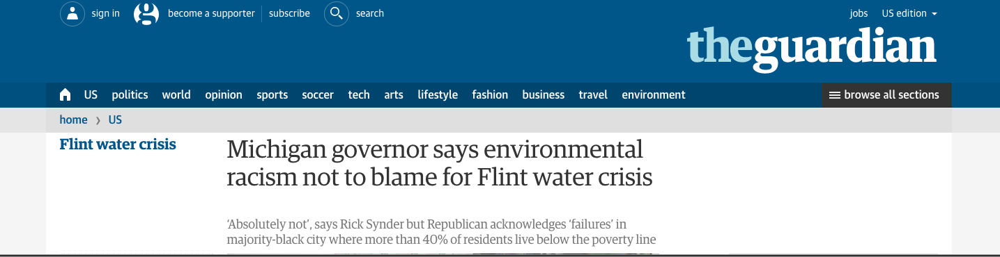 sign in become a supporter subscribe search jobs US edition
theguardian
US politics world opinion sports soccer tech arts lifestyle fashion business travel environment browse all sections
home › US
Flint water crisis
Michigan governor says environmental
racism not to blame for Flint water crisis
‘Absolutely not’, says Rick Synder but Republican acknowledges ‘failures’ in
majority-black city where more than 40% of residents live below the poverty line